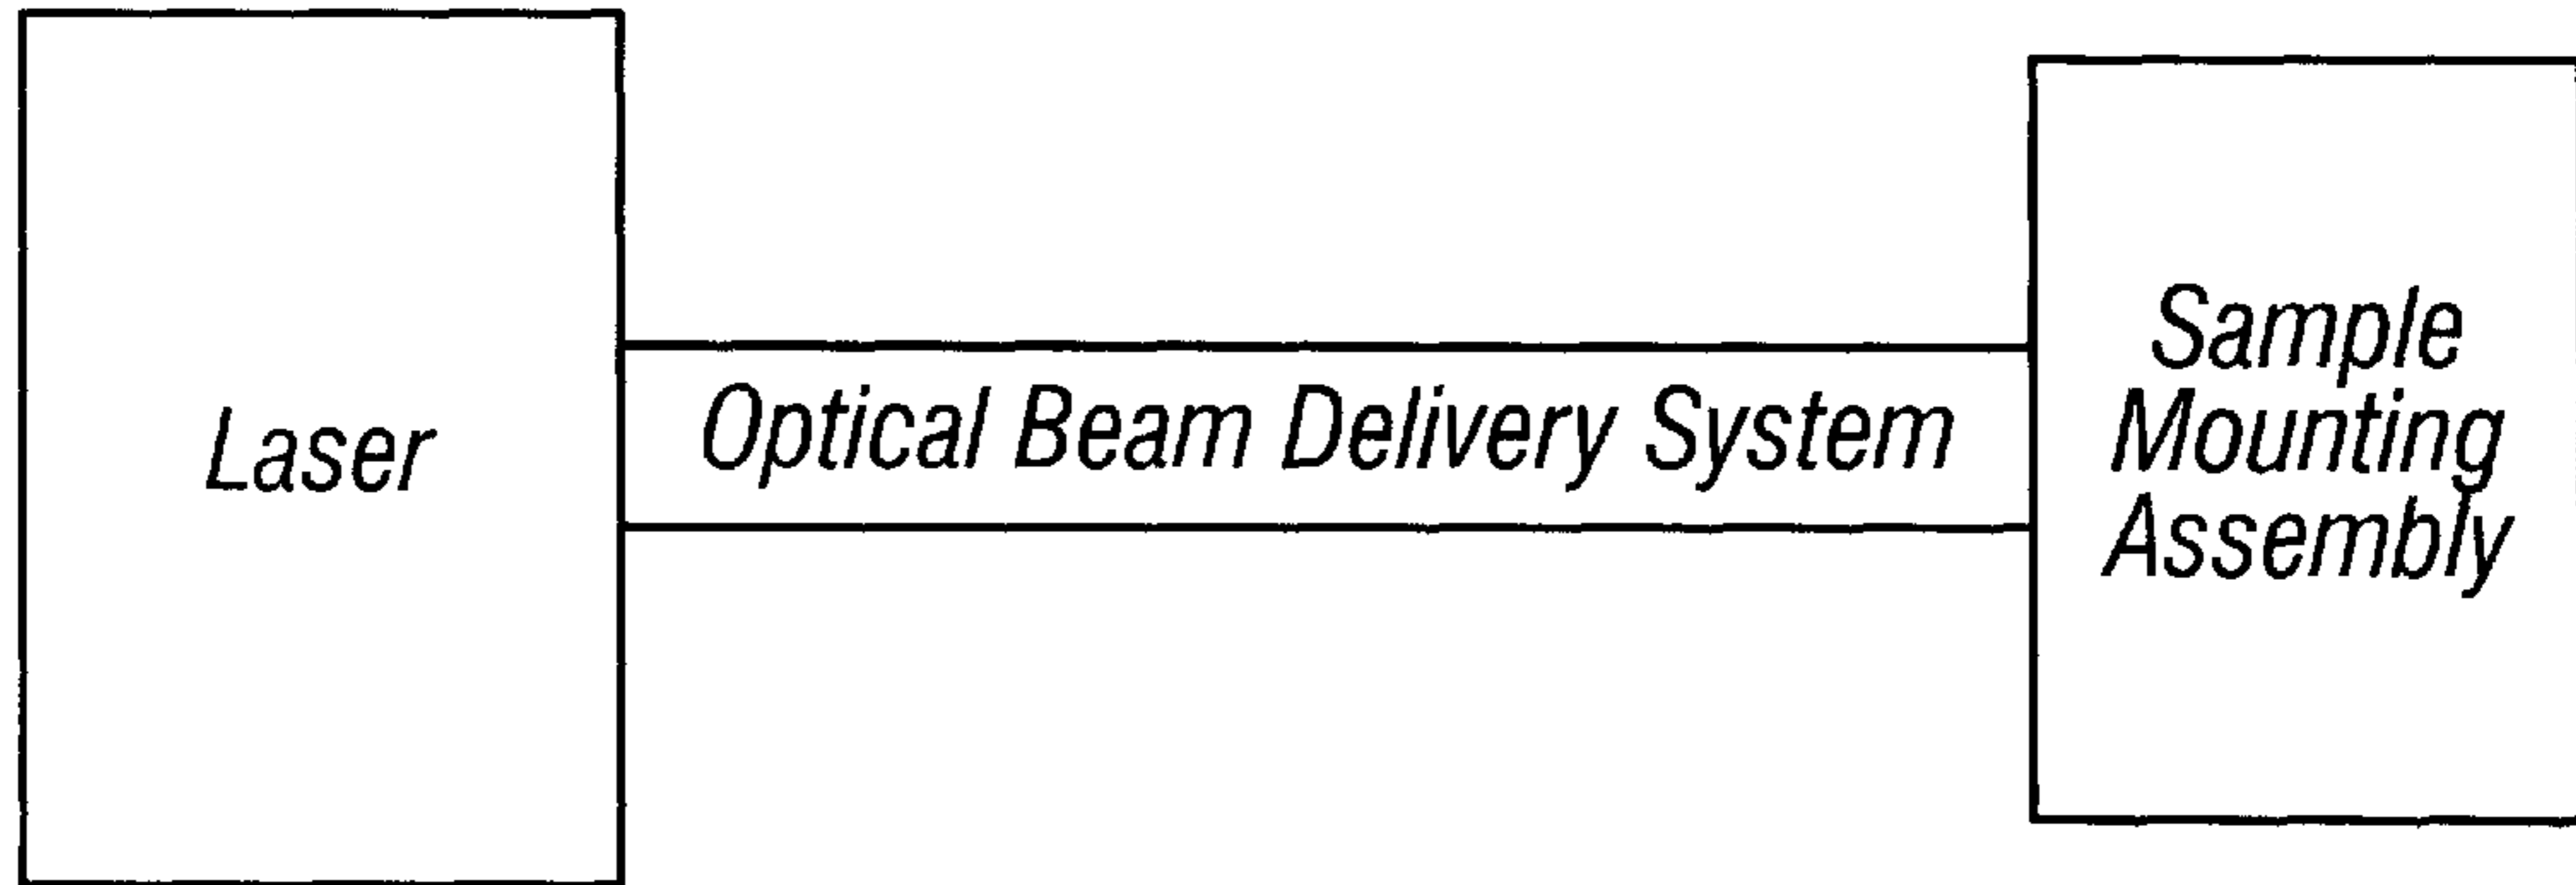 Laser
Optical Beam Delivery System
Sample
Mounting
Assembly